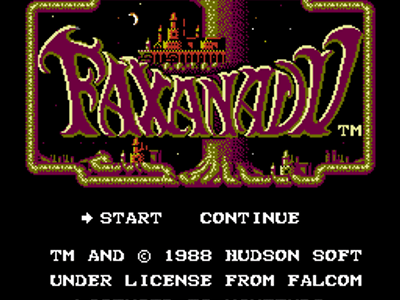 FAXANADU
TM
START CONTINUE
TM AND © 1988 HUDSON SOFT
UNDER LICENSE FROM FALCOM